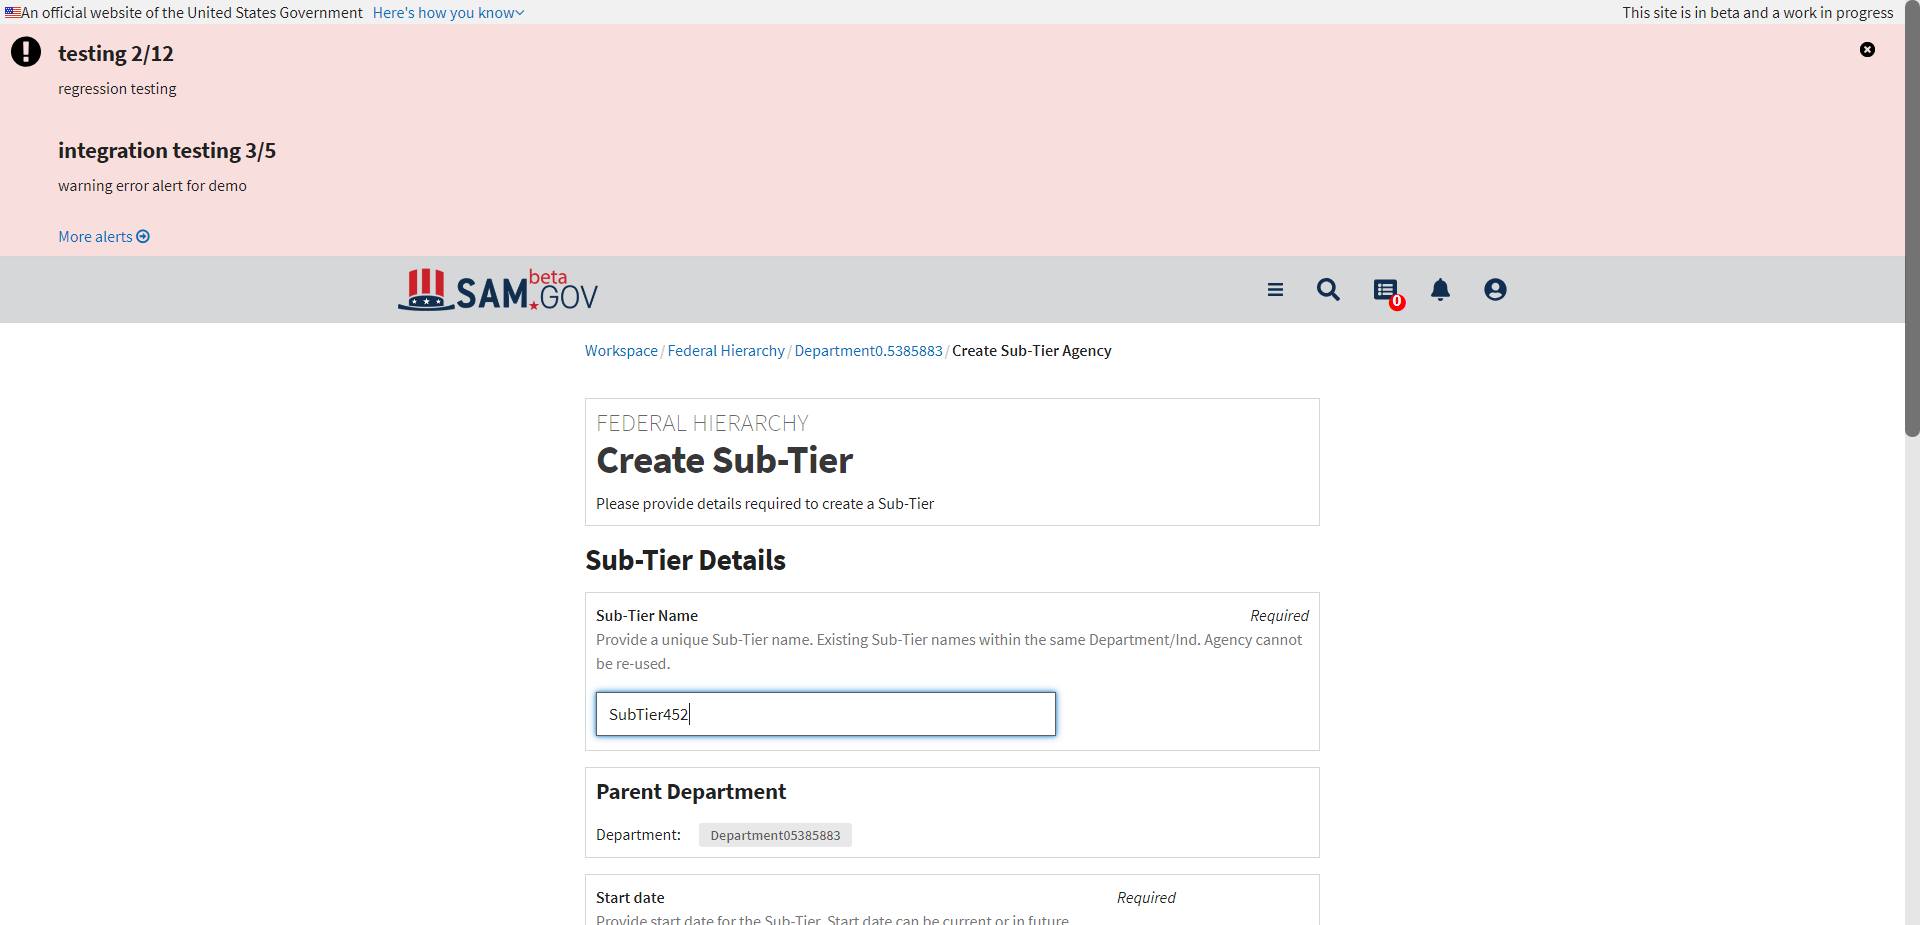 An official website of the United States Government Here's how you know
This site is in beta and a work in progress
testing 2/12
regression testing
integration testing 3/5
warning error alert for demo
More alerts
SAM.GOV beta
0
Workspace / Federal Hierarchy / Department0.5385883 / Create Sub-Tier Agency
FEDERAL HIERARCHY
Create Sub-Tier
Please provide details required to create a Sub-Tier
Sub-Tier Details
Sub-Tier Name Required
Provide a unique Sub-Tier name. Existing Sub-Tier names within the same Department/Ind. Agency cannot
be re-used.
SubTier452
Parent Department
Department: Department05385883
Start date Required
Provide start date for the Sub-Tier. Start date can be current or in future.